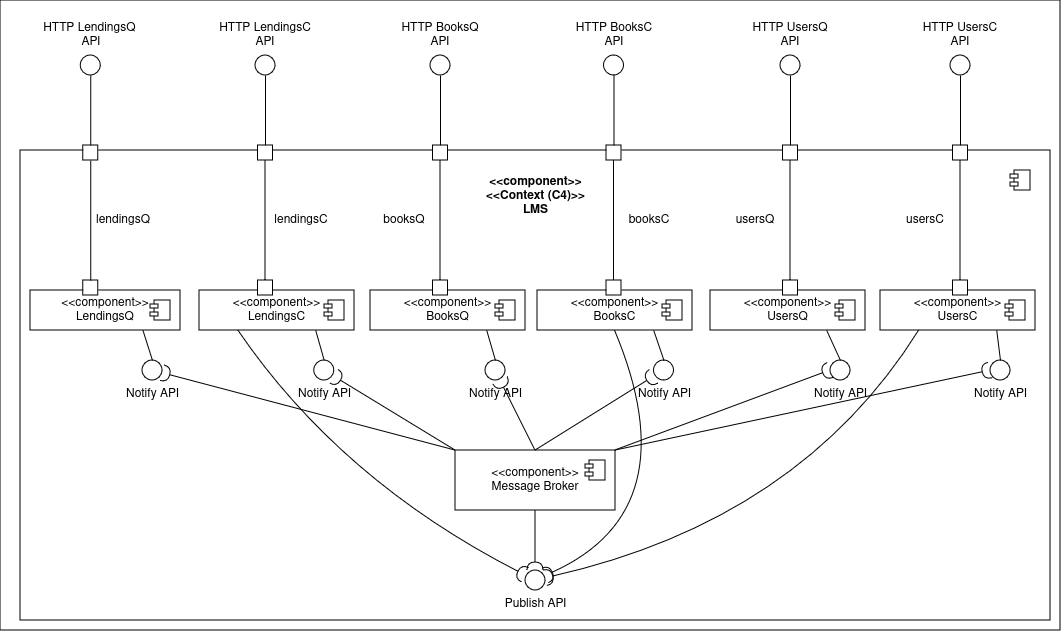 HTTP LendingsQ
API
HTTP LendingsC
API
HTTP BooksQ
API
HTTP BooksC
API
HTTP UsersQ
API
HTTP UsersC
API
<<component>>
<<Context (C4)>>
LMS
lendingsQ
lendingsC
booksQ
booksC
usersQ
usersC
<<component>>
LendingsQ
<<component>>
LendingsC
<<component>>
BooksQ
<<component>>
BooksC
<<component>>
UsersQ
<<component>>
UsersC
Notify API
Notify API
Notify API
Notify API
Notify API
Notify API
<<component>>
Message Broker
Publish API